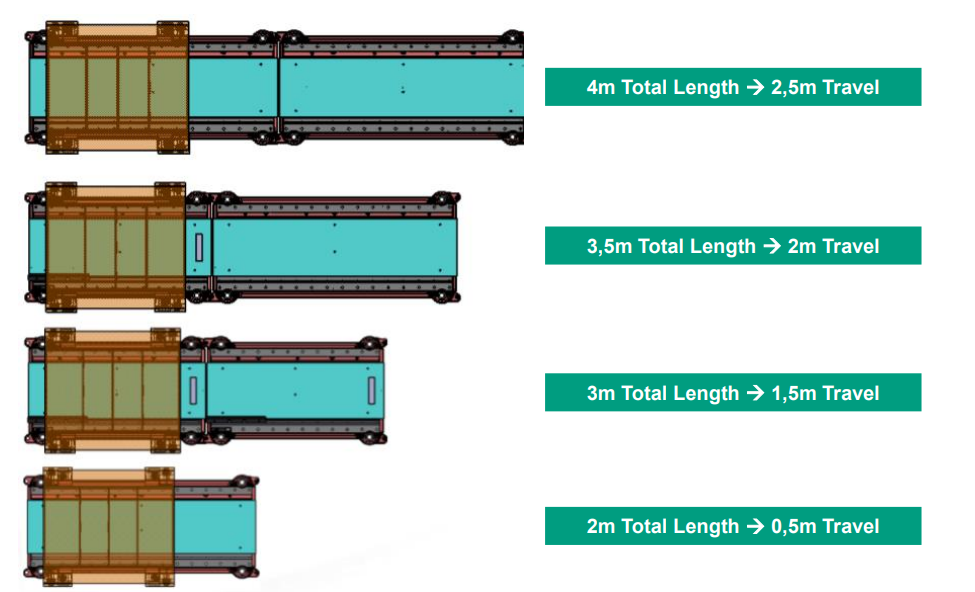 4m Total Length → 2,5m Travel
3,5m Total Length → 2m Travel
3m Total Length → 1,5m Travel
2m Total Length → 0,5m Travel